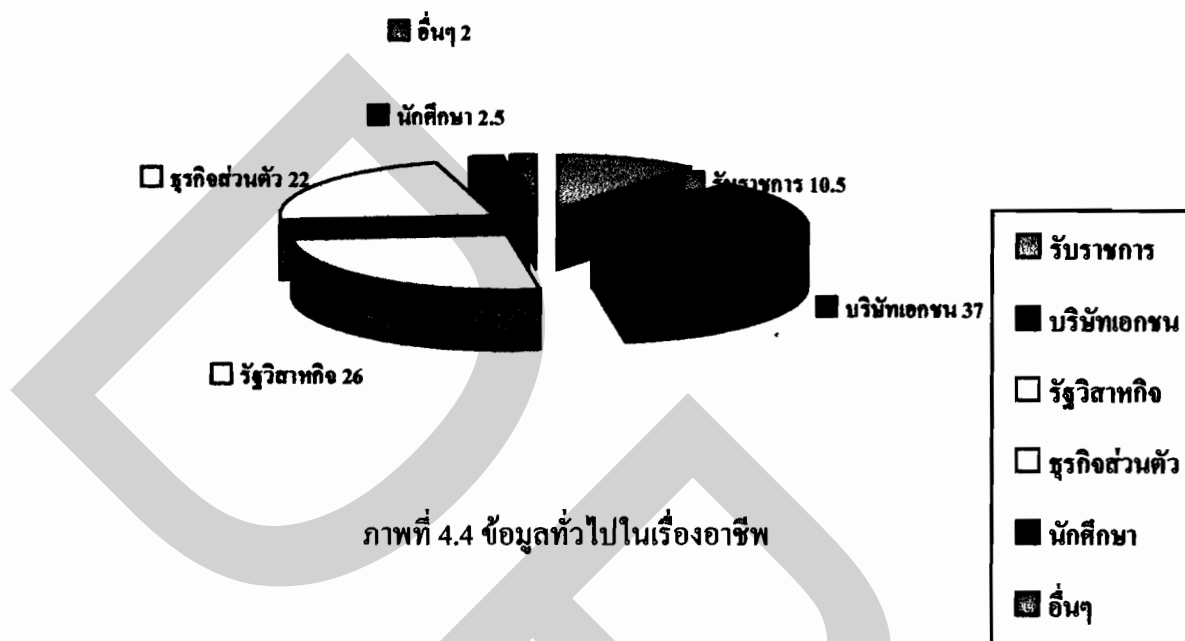 อื่นๆ 2
นักศึกษา 2.5
ธุรกิจส่วนตัว 22
รับราชการ 10.5
บริษัทเอกชน 37
รัฐวิสาหกิจ 26
รับราชการ
บริษัทเอกชน
รัฐวิสาหกิจ
ธุรกิจส่วนตัว
นักศึกษา
อื่นๆ
ภาพที่ 4.4 ข้อมูลทั่วไปในเรื่องอาชีพ